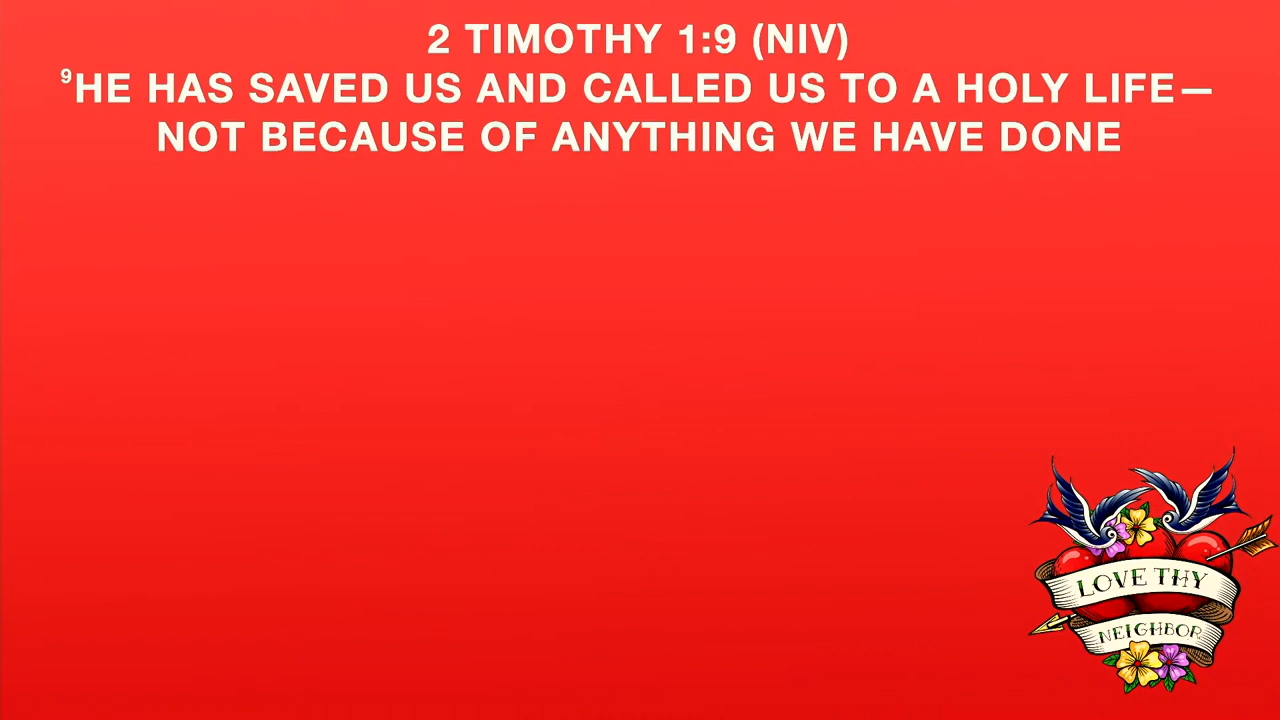 2 TIMOTHY 1:9 (NIV)
⁹HE HAS SAVED US AND CALLED US TO A HOLY LIFE—
NOT BECAUSE OF ANYTHING WE HAVE DONE
LOVE THY
NEIGHBOR